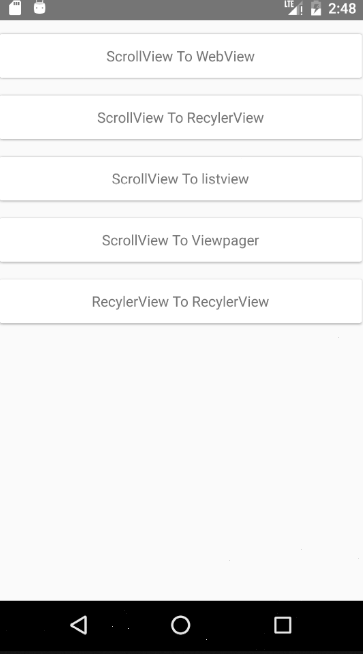 LTE 2:48
ScrollView To WebView
ScrollView To RecylerView
ScrollView To listview
ScrollView To Viewpager
RecylerView To RecylerView